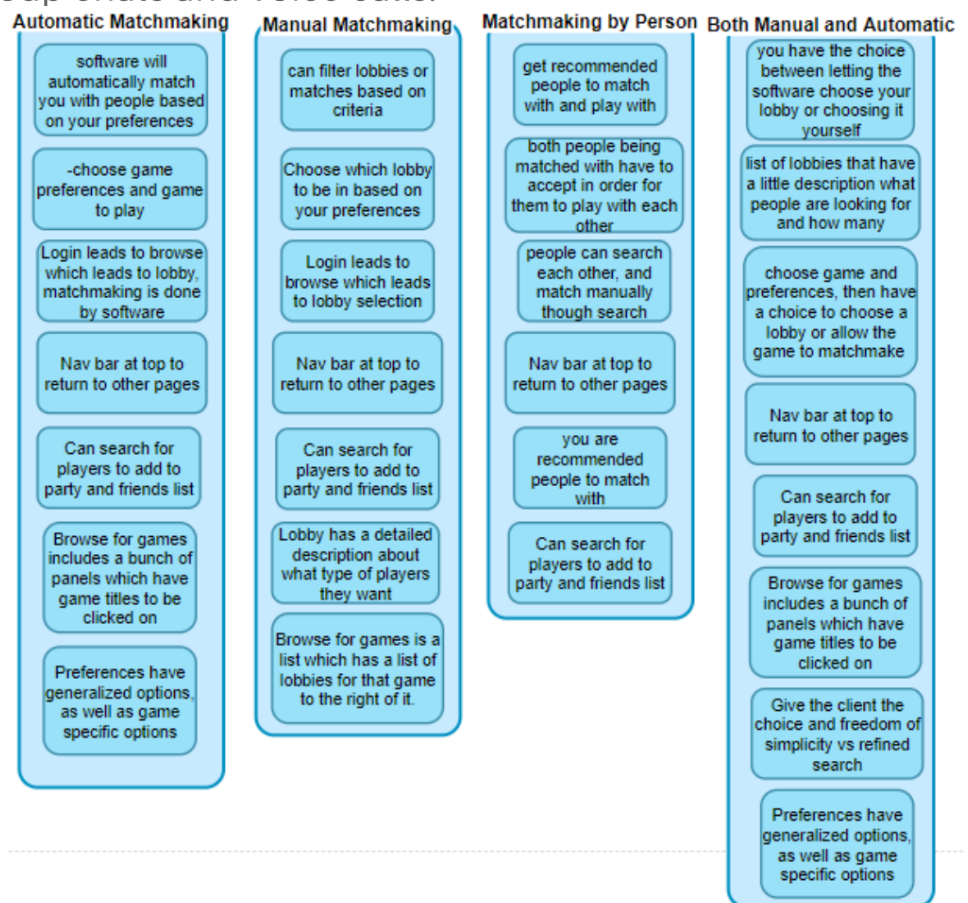 Automatic Matchmaking
software will
automatically match
you with people based
on your preferences
-choose game
preferences and game
to play
Login leads to browse
which leads to lobby,
matchmaking is done
by software
Nav bar at top to
return to other pages
Can search for
players to add to
party and friends list
Browse for games
includes a bunch of
panels which have
game titles to be
clicked on
Preferences have
generalized options,
as well as game
specific options
Manual Matchmaking
can filter lobbies or
matches based on
criteria
Choose which lobby
to be in based on
your preferences
Login leads to
browse which leads
to lobby selection
Nav bar at top to
return to other pages
Can search for
players to add to
party and friends list
Lobby has a detailed
description about
what type of players
they want
Browse for games is a
list which has a list of
lobbies for that game
to the right of it.
Matchmaking by Person
get recommended
people to match
with and play with
both people being
matched with have to
accept in order for
them to play with each
other
people can search
each other, and
match manually
though search
Nav bar at top to
return to other pages
you are
recommended
people to match
with
Can search for
players to add to
party and friends list
Both Manual and Automatic
you have the choice
between letting the
software choose your
lobby or choosing it
yourself
list of lobbies that have
a little description what
people are looking for
and how many
choose game and
preferences, then have
a choice to choose a
lobby or allow the
game to matchmake
Nav bar at top to
return to other pages
Can search for
players to add to
party and friends list
Browse for games
includes a bunch of
panels which have
game titles to be
clicked on
Give the client the
choice and freedom of
simplicity vs refined
search
Preferences have
generalized options,
as well as game
specific options